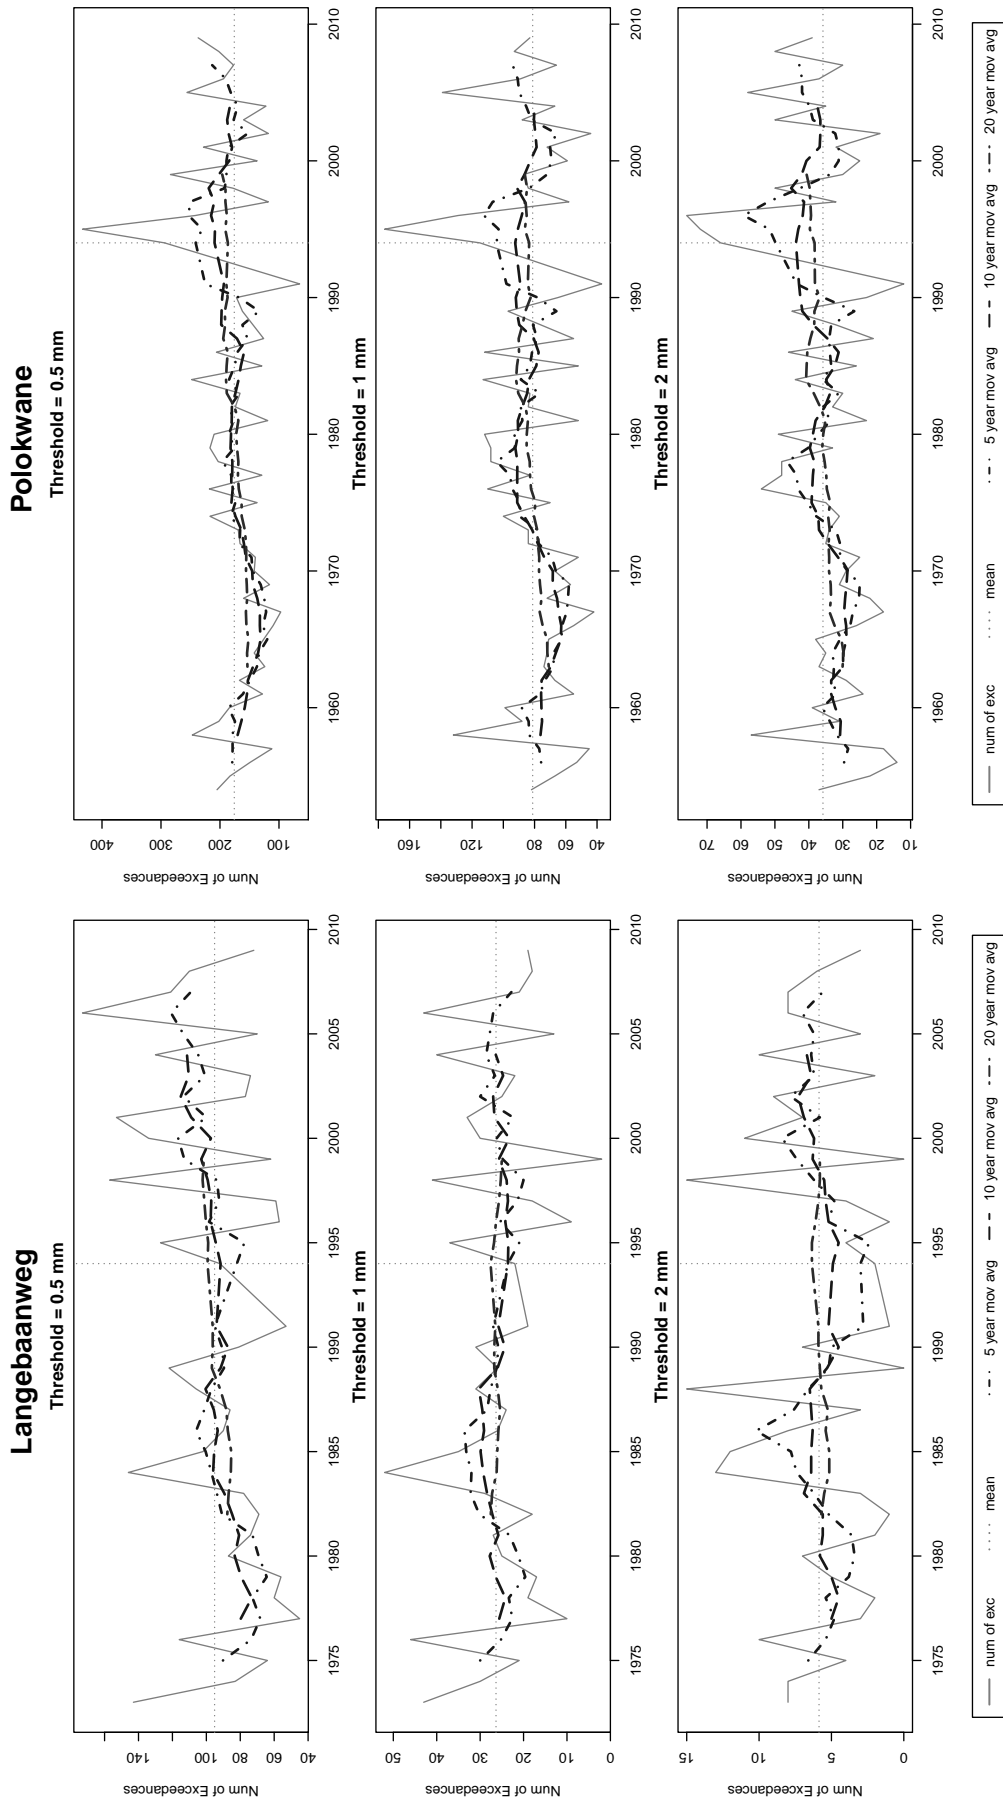 Langebaanweg
Threshold = 0.5 mm
Num of Exceedances
40 60 80 100 140
1975 1980 1985 1990 1995 2000 2005 2010
Threshold = 1 mm
Num of Exceedances
0 10 20 30 50
1975 1980 1985 1990 1995 2000 2005 2010
Threshold = 2 mm
Num of Exceedances
0 5 10 15
1975 1980 1985 1990 1995 2000 2005 2010
num of exc mean 5 year mov avg 10 year mov avg 20 year mov avg
Polokwane
Threshold = 0.5 mm
Num of Exceedances
100 200 300 400
1960 1970 1980 1990 2000 2010
Threshold = 1 mm
Num of Exceedances
40 60 80 120 160
1960 1970 1980 1990 2000 2010
Threshold = 2 mm
Num of Exceedances
10 20 30 40 50 60 70
1960 1970 1980 1990 2000 2010
num of exc mean 5 year mov avg 10 year mov avg 20 year mov avg